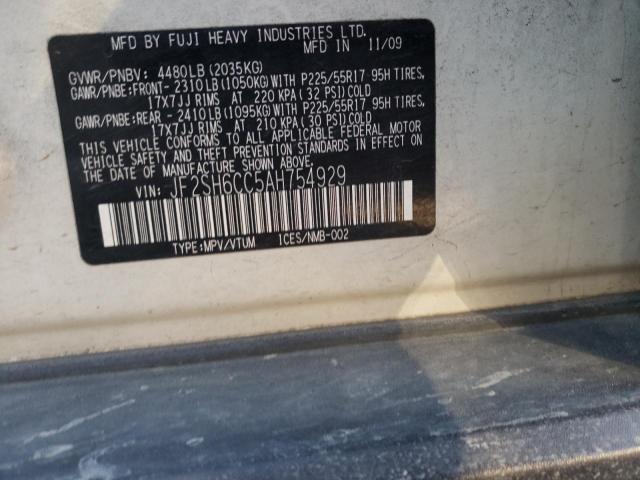 MFD BY FUJI HEAVY INDUSTRIES LTD.
MFD IN 11/09
GVWR/PNBV: 4480LB(2035KG)
GAWR/PNBE:FRONT- 2310LB(1050KG)WITH P225/55R17 95H TIRES,
17X7JJ RIMS AT 220 KPA(32 PSI)COLD
GAWR/PNBE:REAR - 2410LB(1095KG)WITH P225/55R17 95H TIRES,
17X7JJ RIMS AT 210 KPA(30 PSI)COLD
THIS VEHICLE CONFORMS TO ALL APPLICABLE FEDERAL MOTOR
VEHICLE SAFETY AND THEFT PREVENTION STANDARDS IN EFFECT ON
THE DATE OF MANUFACTURE SHOWN ABOVE.
VIN: JF2SH6CC5AH754929
TYPE:MPV/VTUM ICES/NMB-002